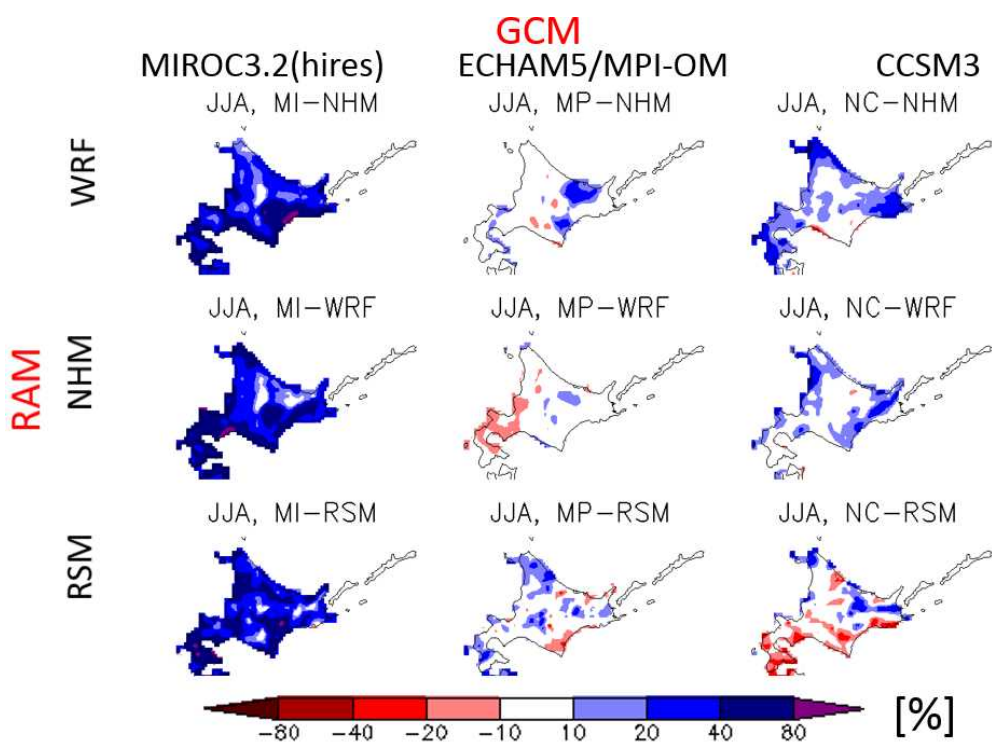 GCM
MIROC3.2(hires) ECHAM5/MPI-OM CCSM3
JJA, MI-NHM JJA, MP-NHM JJA, NC-NHM
WRF
JJA, MI-WRF JJA, MP-WRF JJA, NC-WRF
RAM
NHM
JJA, MI-RSM JJA, MP-RSM JJA, NC-RSM
RSM
-80 -40 -20 -10 10 20 40 80
[%]